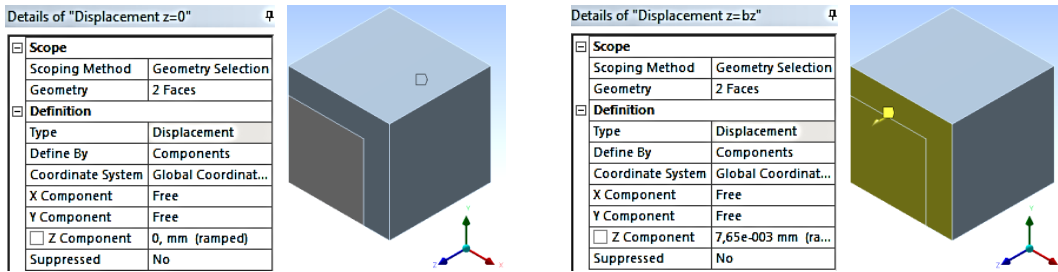 Details of "Displacement z=0"
Scope
Scoping Method Geometry Selection
Geometry 2 Faces
Definition
Type Displacement
Define By Components
Coordinate System Global Coordinat...
X Component Free
Y Component Free
Z Component 0, mm (ramped)
Suppressed No
Y
Z
X
Details of "Displacement z=bz"
Scope
Scoping Method Geometry Selection
Geometry 2 Faces
Definition
Type Displacement
Define By Components
Coordinate System Global Coordinat...
X Component Free
Y Component Free
Z Component 7,65e-003 mm (ra...
Suppressed No
Y
Z
X